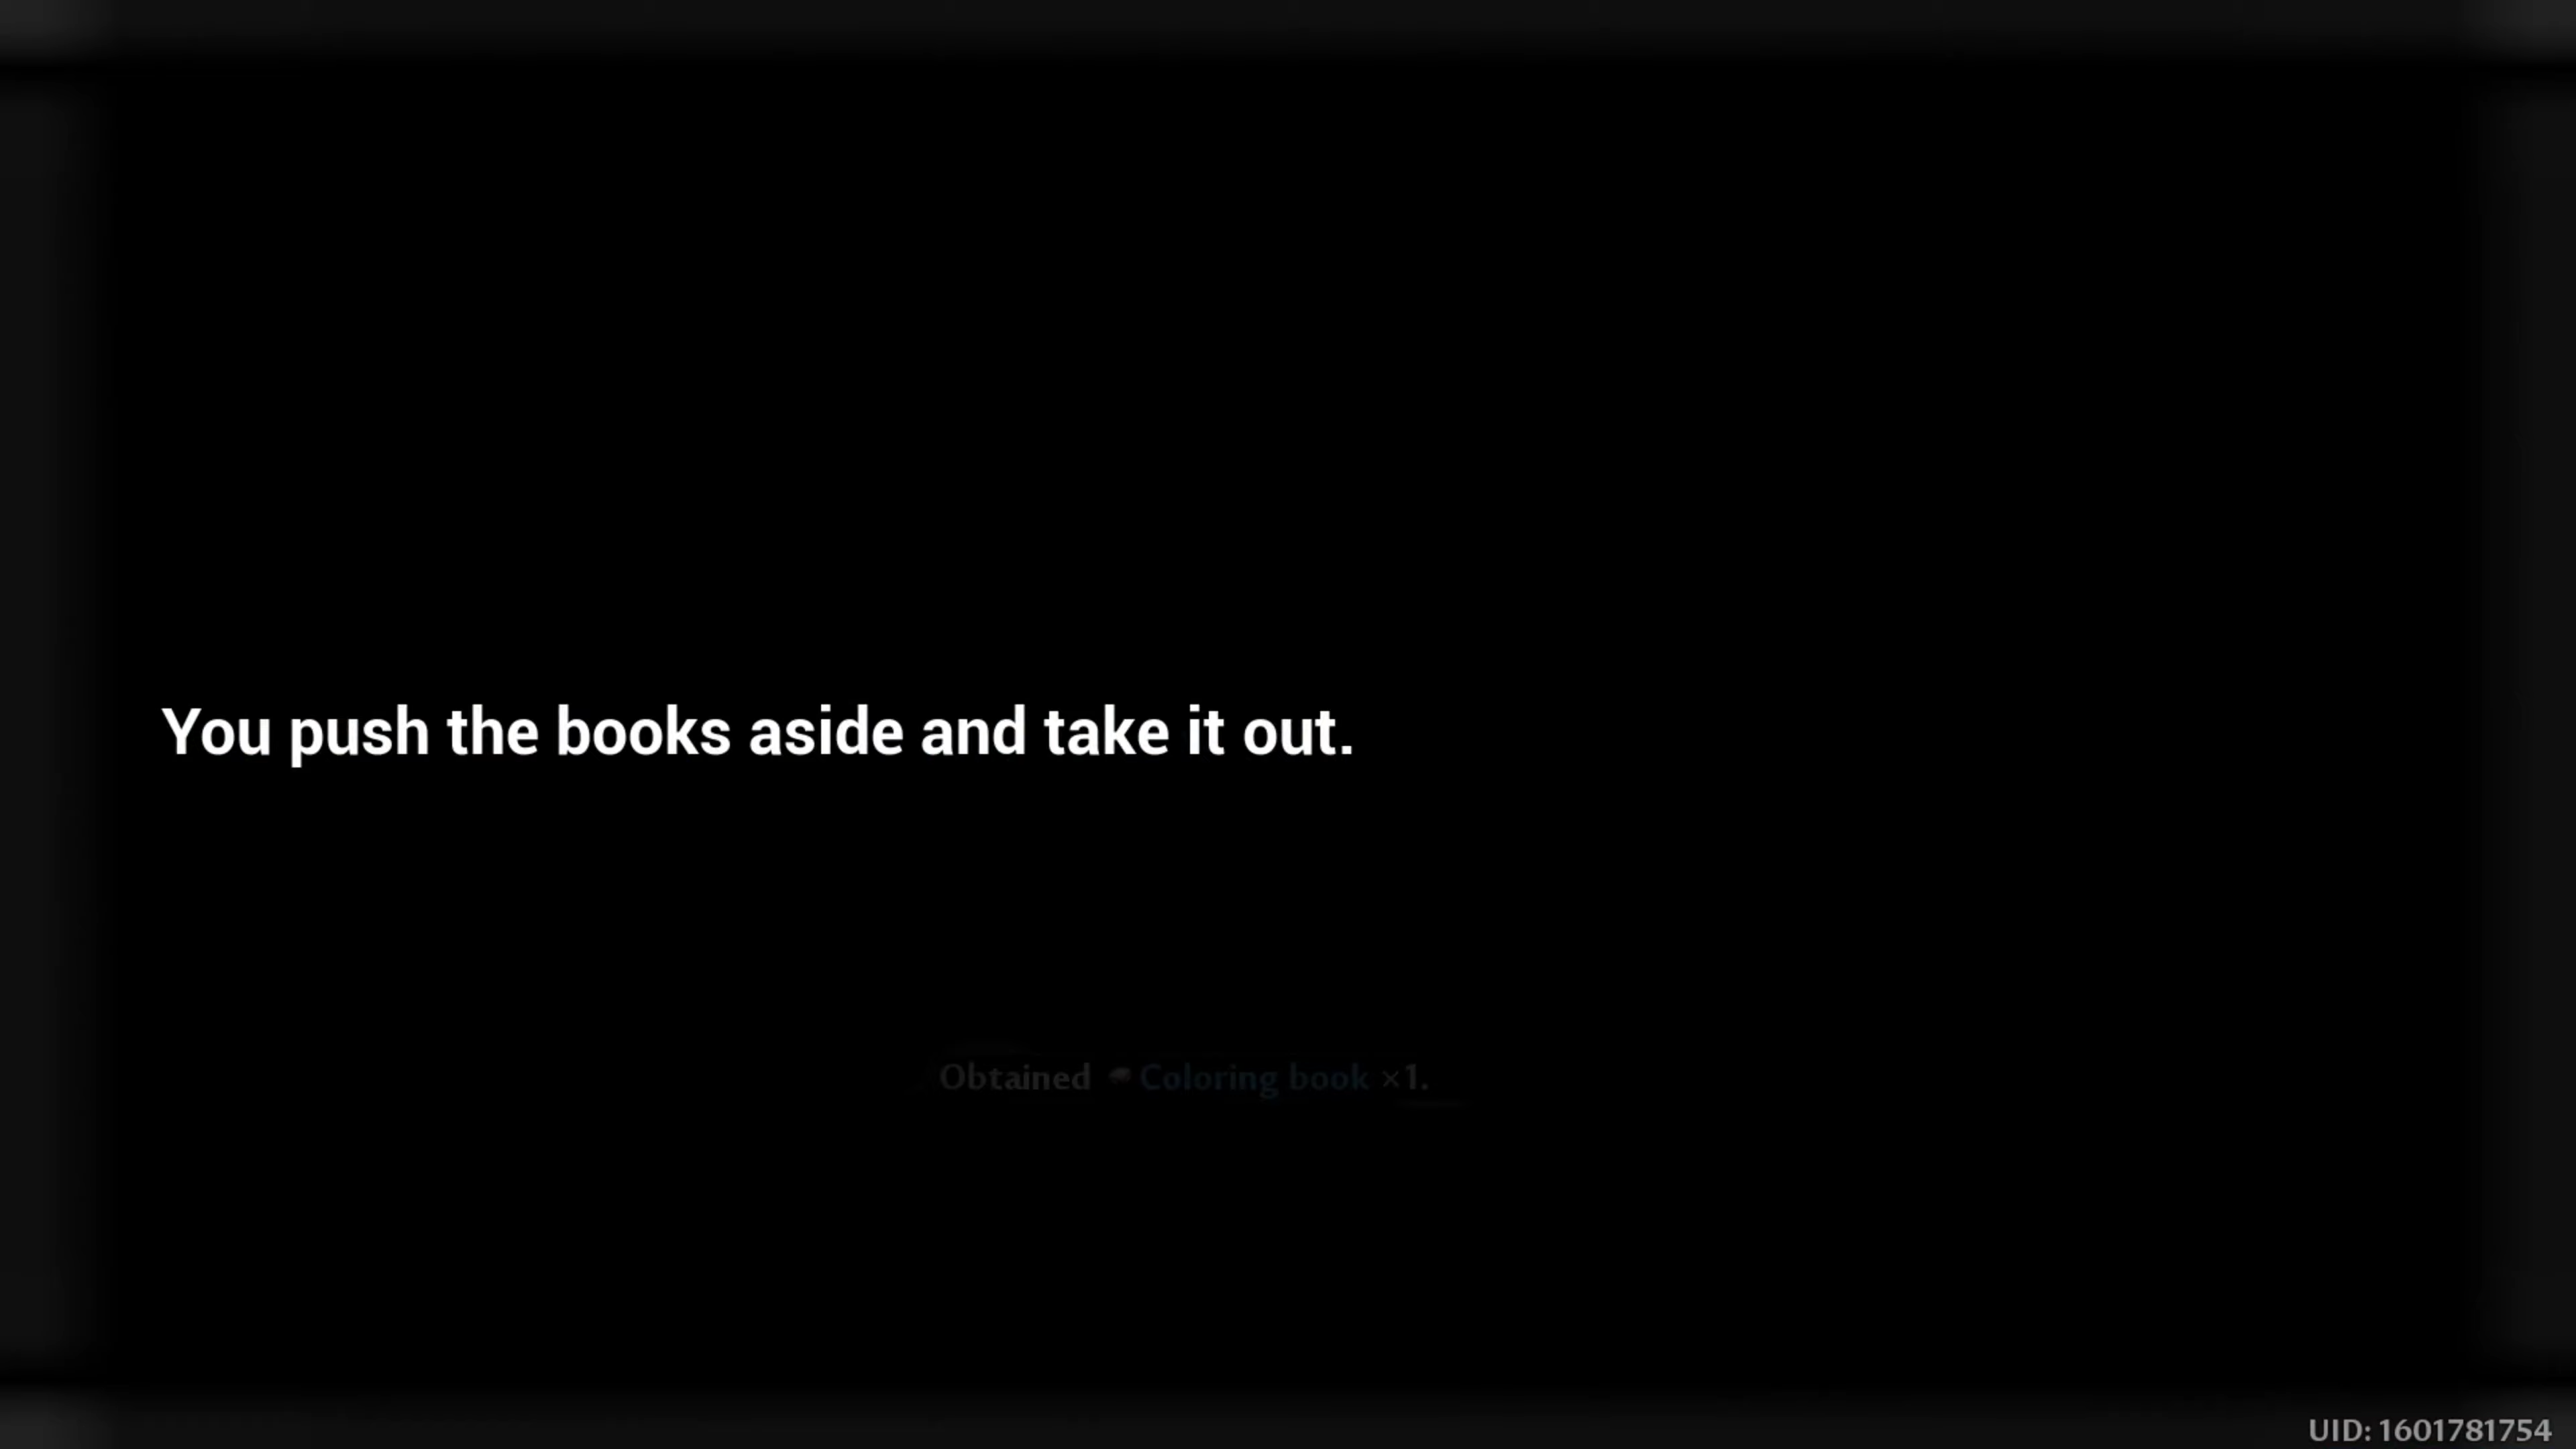 You push the books aside and take it out.
Obtained Coloring book ×1.
UID: 1601781754